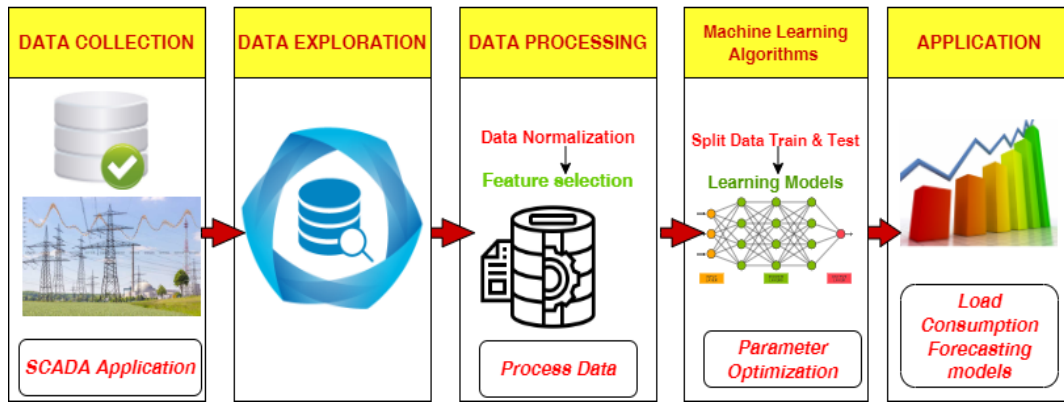 DATA COLLECTION
SCADA Application
DATA EXPLORATION
DATA PROCESSING
Data Normalization
Feature selection
Process Data
Machine Learning
Algorithms
Split Data Train & Test
Learning Models
Parameter
Optimization
APPLICATION
Load
Consumption
Forecasting
models